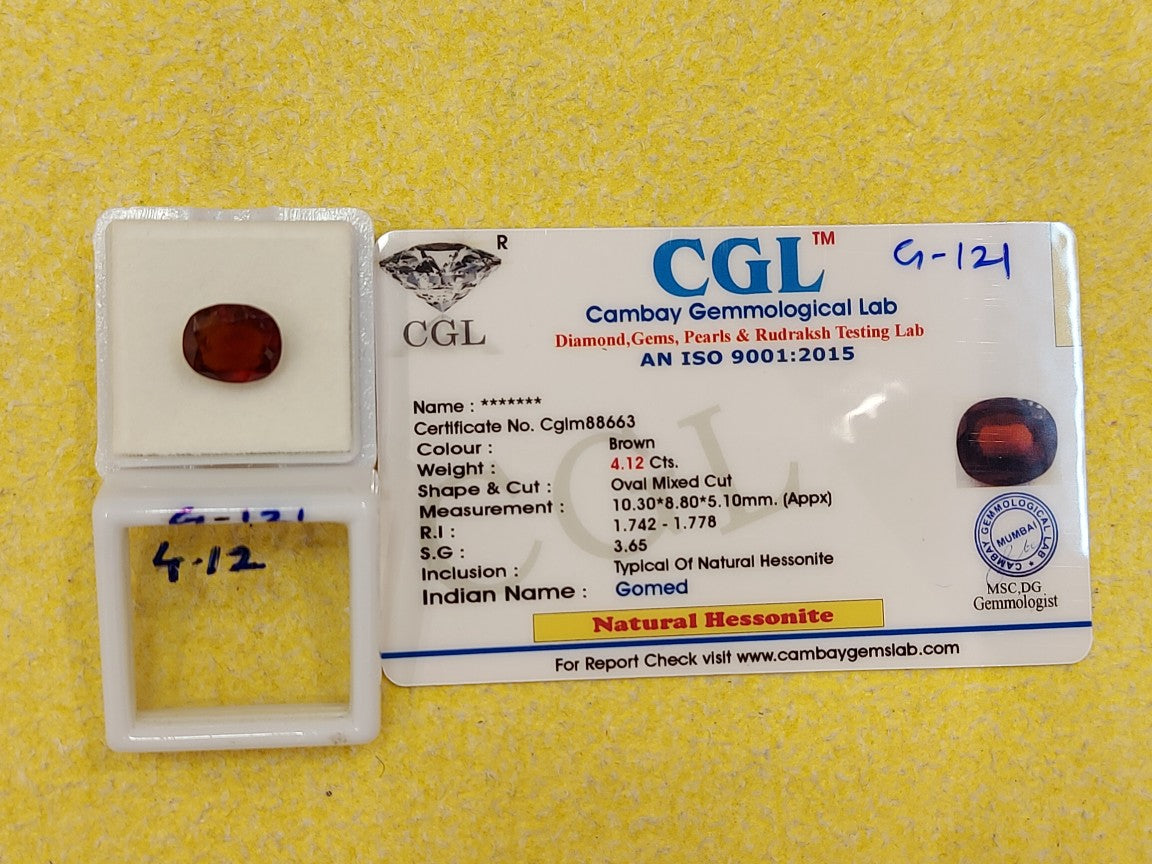 G-121
4.12
R
CGL
CGL™
G-121
Cambay Gemmological Lab
Diamond,Gems, Pearls & Rudraksh Testing Lab
AN ISO 9001:2015
Name : *******
Certificate No. Cglm88663
Colour : Brown
Weight : 4.12 Cts.
Shape & Cut : Oval Mixed Cut
Measurement : 10.30*8.80*5.10mm. (Appx)
R.I : 1.742 - 1.778
S.G : 3.65
Inclusion : Typical Of Natural Hessonite
Indian Name : Gomed
Natural Hessonite
For Report Check visit www.cambaygemslab.com
CGL
GEMMOLOGICAL LAB
MUMBAI
CAMBAY
MSC,DG
Gemmologist